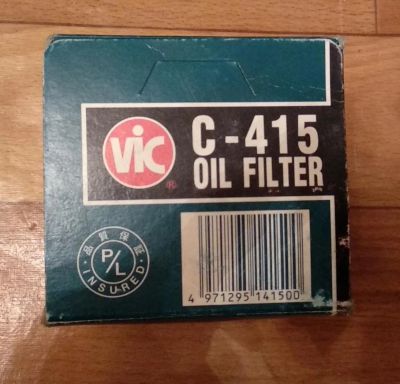 VIC
®
C-415
OIL FILTER
品質保証
P/L
INSURED
4 971295 141500